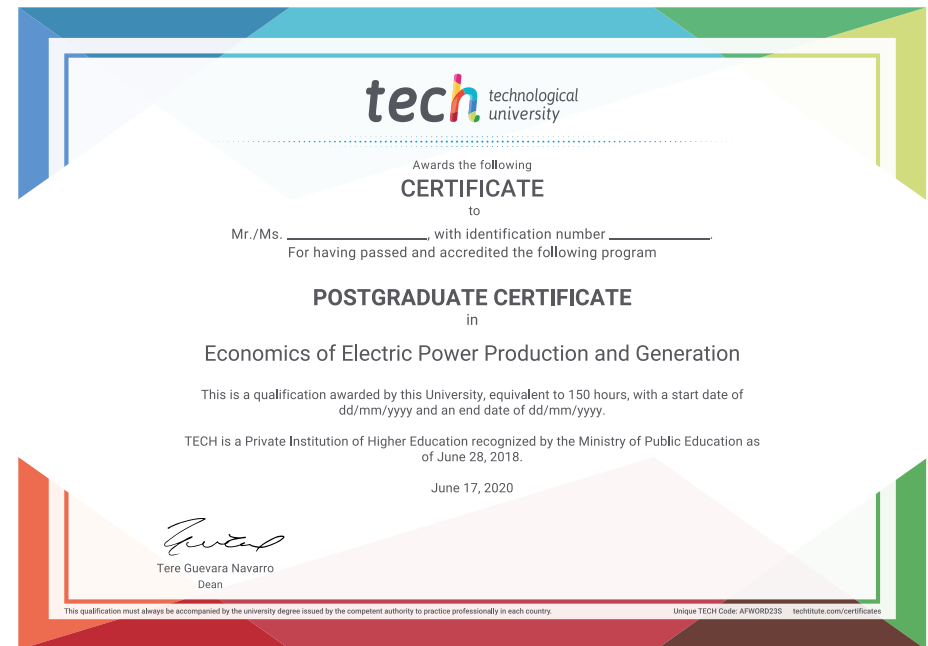 tech technological
university
Awards the following
CERTIFICATE
to
Mr./Ms. ____________________, with identification number ______________.
For having passed and accredited the following program
POSTGRADUATE CERTIFICATE
in
Economics of Electric Power Production and Generation
This is a qualification awarded by this University, equivalent to 150 hours, with a start date of
dd/mm/yyyy and an end date of dd/mm/yyyy.
TECH is a Private Institution of Higher Education recognized by the Ministry of Public Education as
of June 28, 2018.
June 17, 2020
Tere Guevara Navarro
Dean
This qualification must always be accompanied by the university degree issued by the competent authority to practice professionally in each country.
Unique TECH Code: AFWORD23S techtitute.com/certificates